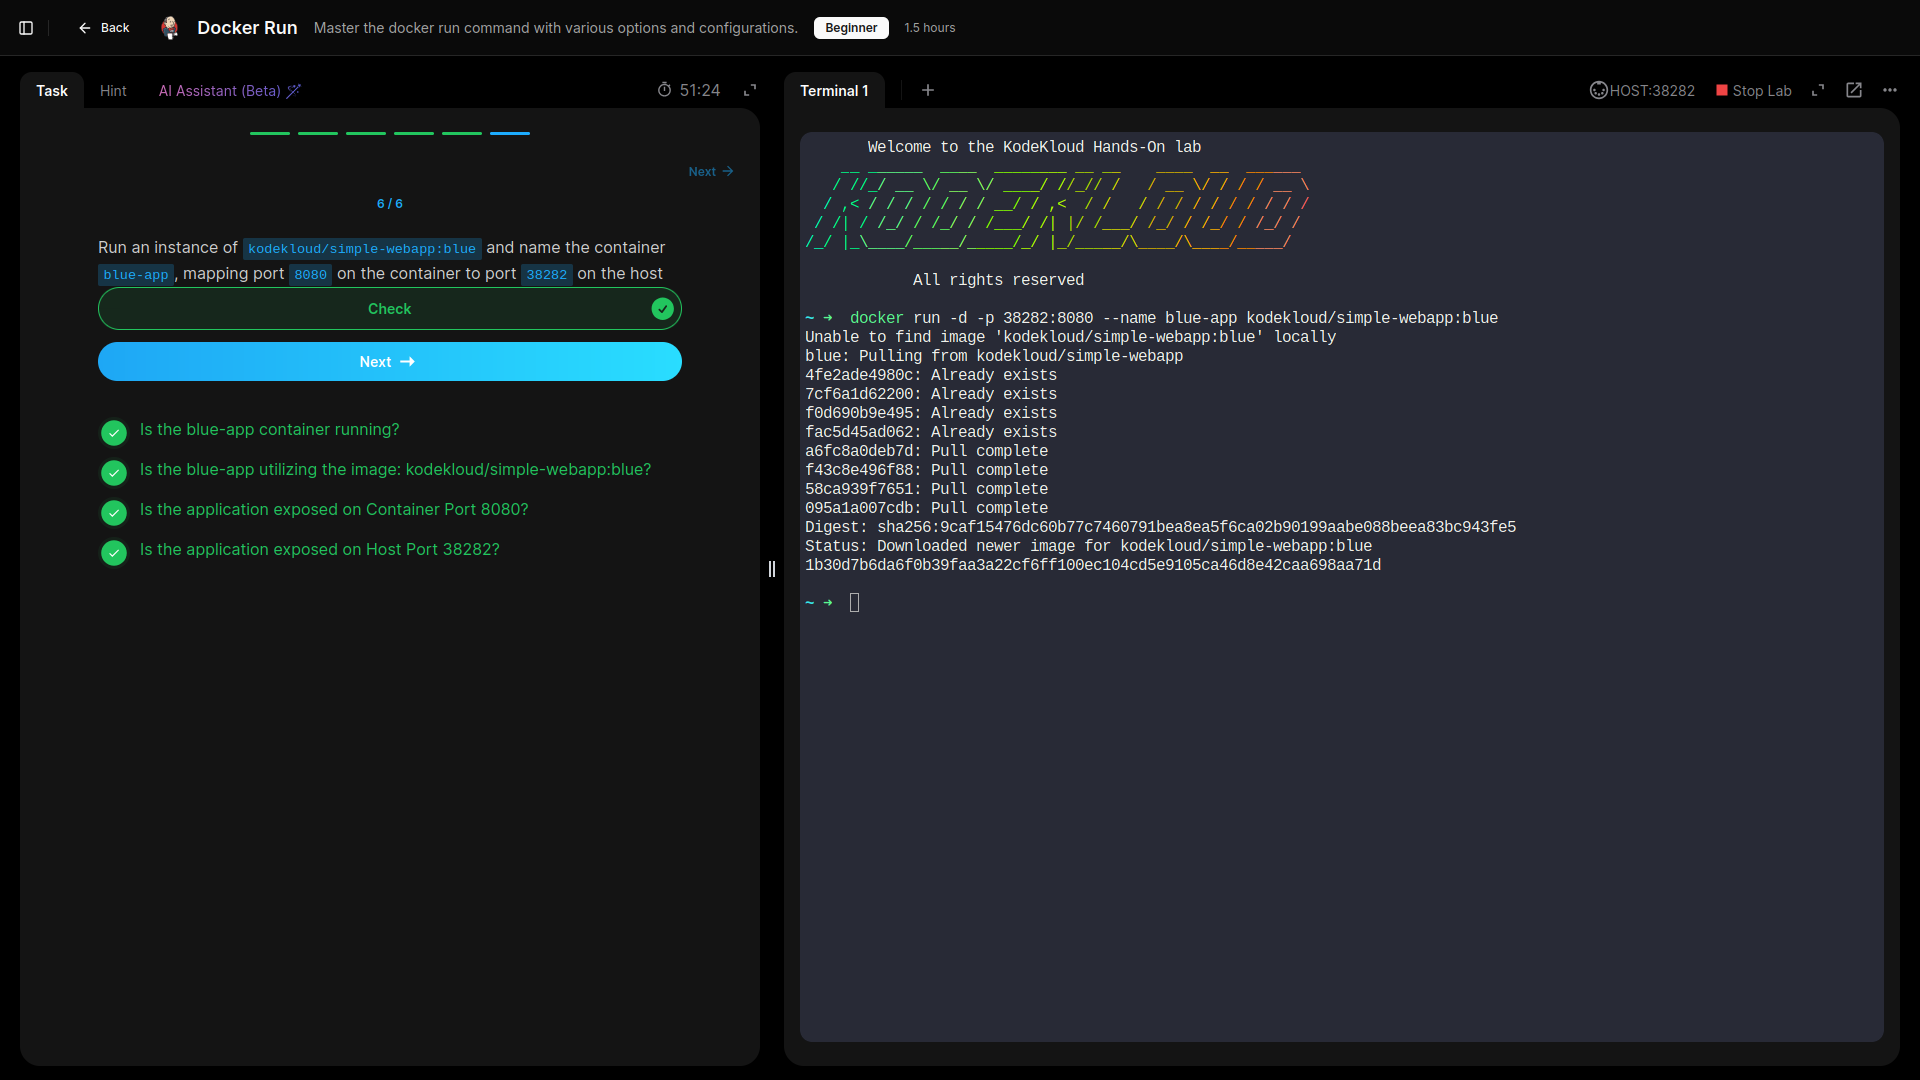 Back
Docker Run
Master the docker run command with various options and configurations.
Beginner
1.5 hours
Task
Hint
AI Assistant (Beta)
51:24
Next
6 / 6
Run an instance of kodekloud/simple-webapp:blue and name the container
blue-app, mapping port 8080 on the container to port 38282 on the host
Check
Next
Is the blue-app container running?
Is the blue-app utilizing the image: kodekloud/simple-webapp:blue?
Is the application exposed on Container Port 8080?
Is the application exposed on Host Port 38282?
Terminal 1
HOST:38282
Stop Lab
Welcome to the KodeKloud Hands-On lab
KODEKLOUD
All rights reserved
~ ➜ docker run -d -p 38282:8080 --name blue-app kodekloud/simple-webapp:blue
Unable to find image 'kodekloud/simple-webapp:blue' locally
blue: Pulling from kodekloud/simple-webapp
4fe2ade4980c: Already exists
7cf6a1d62200: Already exists
f0d690b9e495: Already exists
fac5d45ad062: Already exists
a6fc8a0deb7d: Pull complete
f43c8e496f88: Pull complete
58ca939f7651: Pull complete
095a1a007cdb: Pull complete
Digest: sha256:9caf15476dc60b77c7460791bea8ea5f6ca02b90199aabe088beea83bc943fe5
Status: Downloaded newer image for kodekloud/simple-webapp:blue
1b30d7b6da6f0b39faa3a22cf6ff100ec104cd5e9105ca46d8e42caa698aa71d
~ ➜